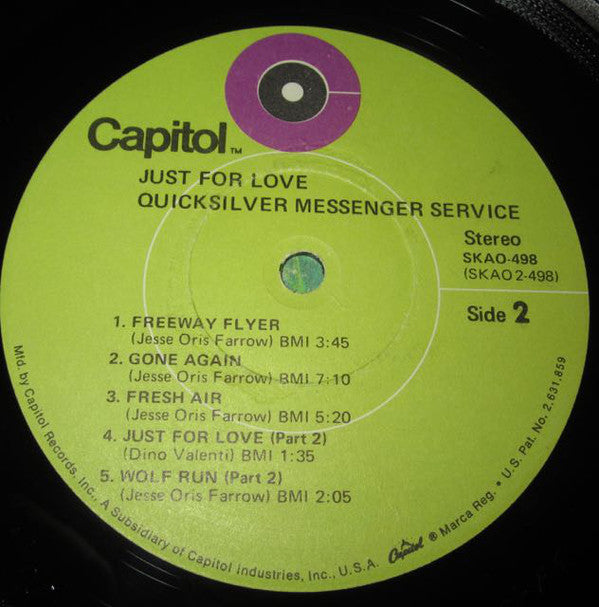 Capitol TM
JUST FOR LOVE
QUICKSILVER MESSENGER SERVICE
Stereo
SKAO-498
(SKAO2-498)
Side 2
1. FREEWAY FLYER
(Jesse Oris Farrow) BMI 3:45
2. GONE AGAIN
(Jesse Oris Farrow) BMI 7:10
3. FRESH AIR
(Jesse Oris Farrow) BMI 5:20
4. JUST FOR LOVE (Part 2)
(Dino Valenti) BMI 1:35
5. WOLF RUN (Part 2)
(Jesse Oris Farrow) BMI 2:05
Mfd. by Capitol Records, Inc., A Subsidiary of Capitol Industries, Inc., U.S.A. Capitol ® Marca Reg. • U.S. Pat. No. 2,631,859